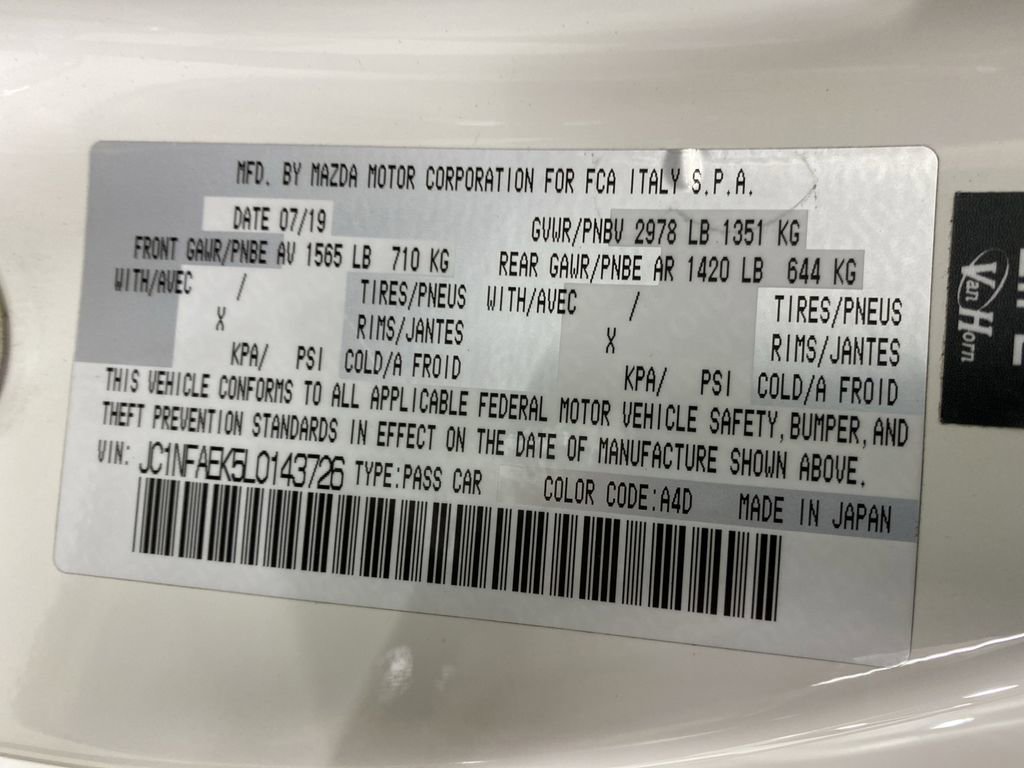 MFD. BY MAZDA MOTOR CORPORATION FOR FCA ITALY S.P.A.
DATE 07/19 GVWR/PNBV 2978 LB 1351 KG
FRONT GAWR/PNBE AV 1565 LB 710 KG REAR GAWR/PNBE AR 1420 LB 644 KG
WITH/AVEC / TIRES/PNEUS WITH/AVEC / TIRES/PNEUS
X RIMS/JANTES X RIMS/JANTES
KPA/ PSI COLD/A FROID KPA/ PSI COLD/A FROID
THIS VEHICLE CONFORMS TO ALL APPLICABLE FEDERAL MOTOR VEHICLE SAFETY, BUMPER, AND
THEFT PREVENTION STANDARDS IN EFFECT ON THE DATE OF MANUFACTURE SHOWN ABOVE.
VIN: JC1NFAEK5L0143726 TYPE:PASS CAR COLOR CODE:A4D MADE IN JAPAN
Van Horn